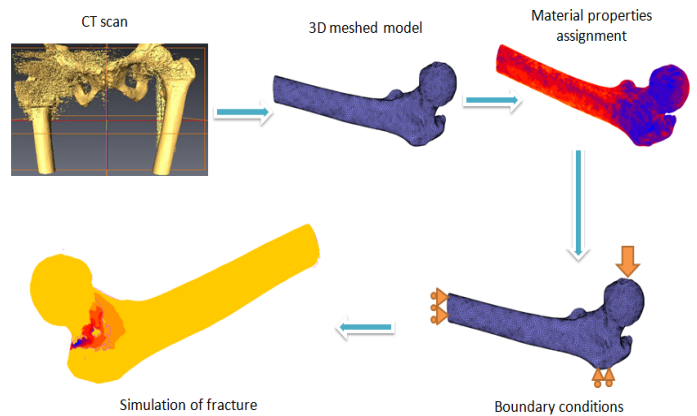 CT scan
3D meshed model
Material properties
assignment
Simulation of fracture
Boundary conditions